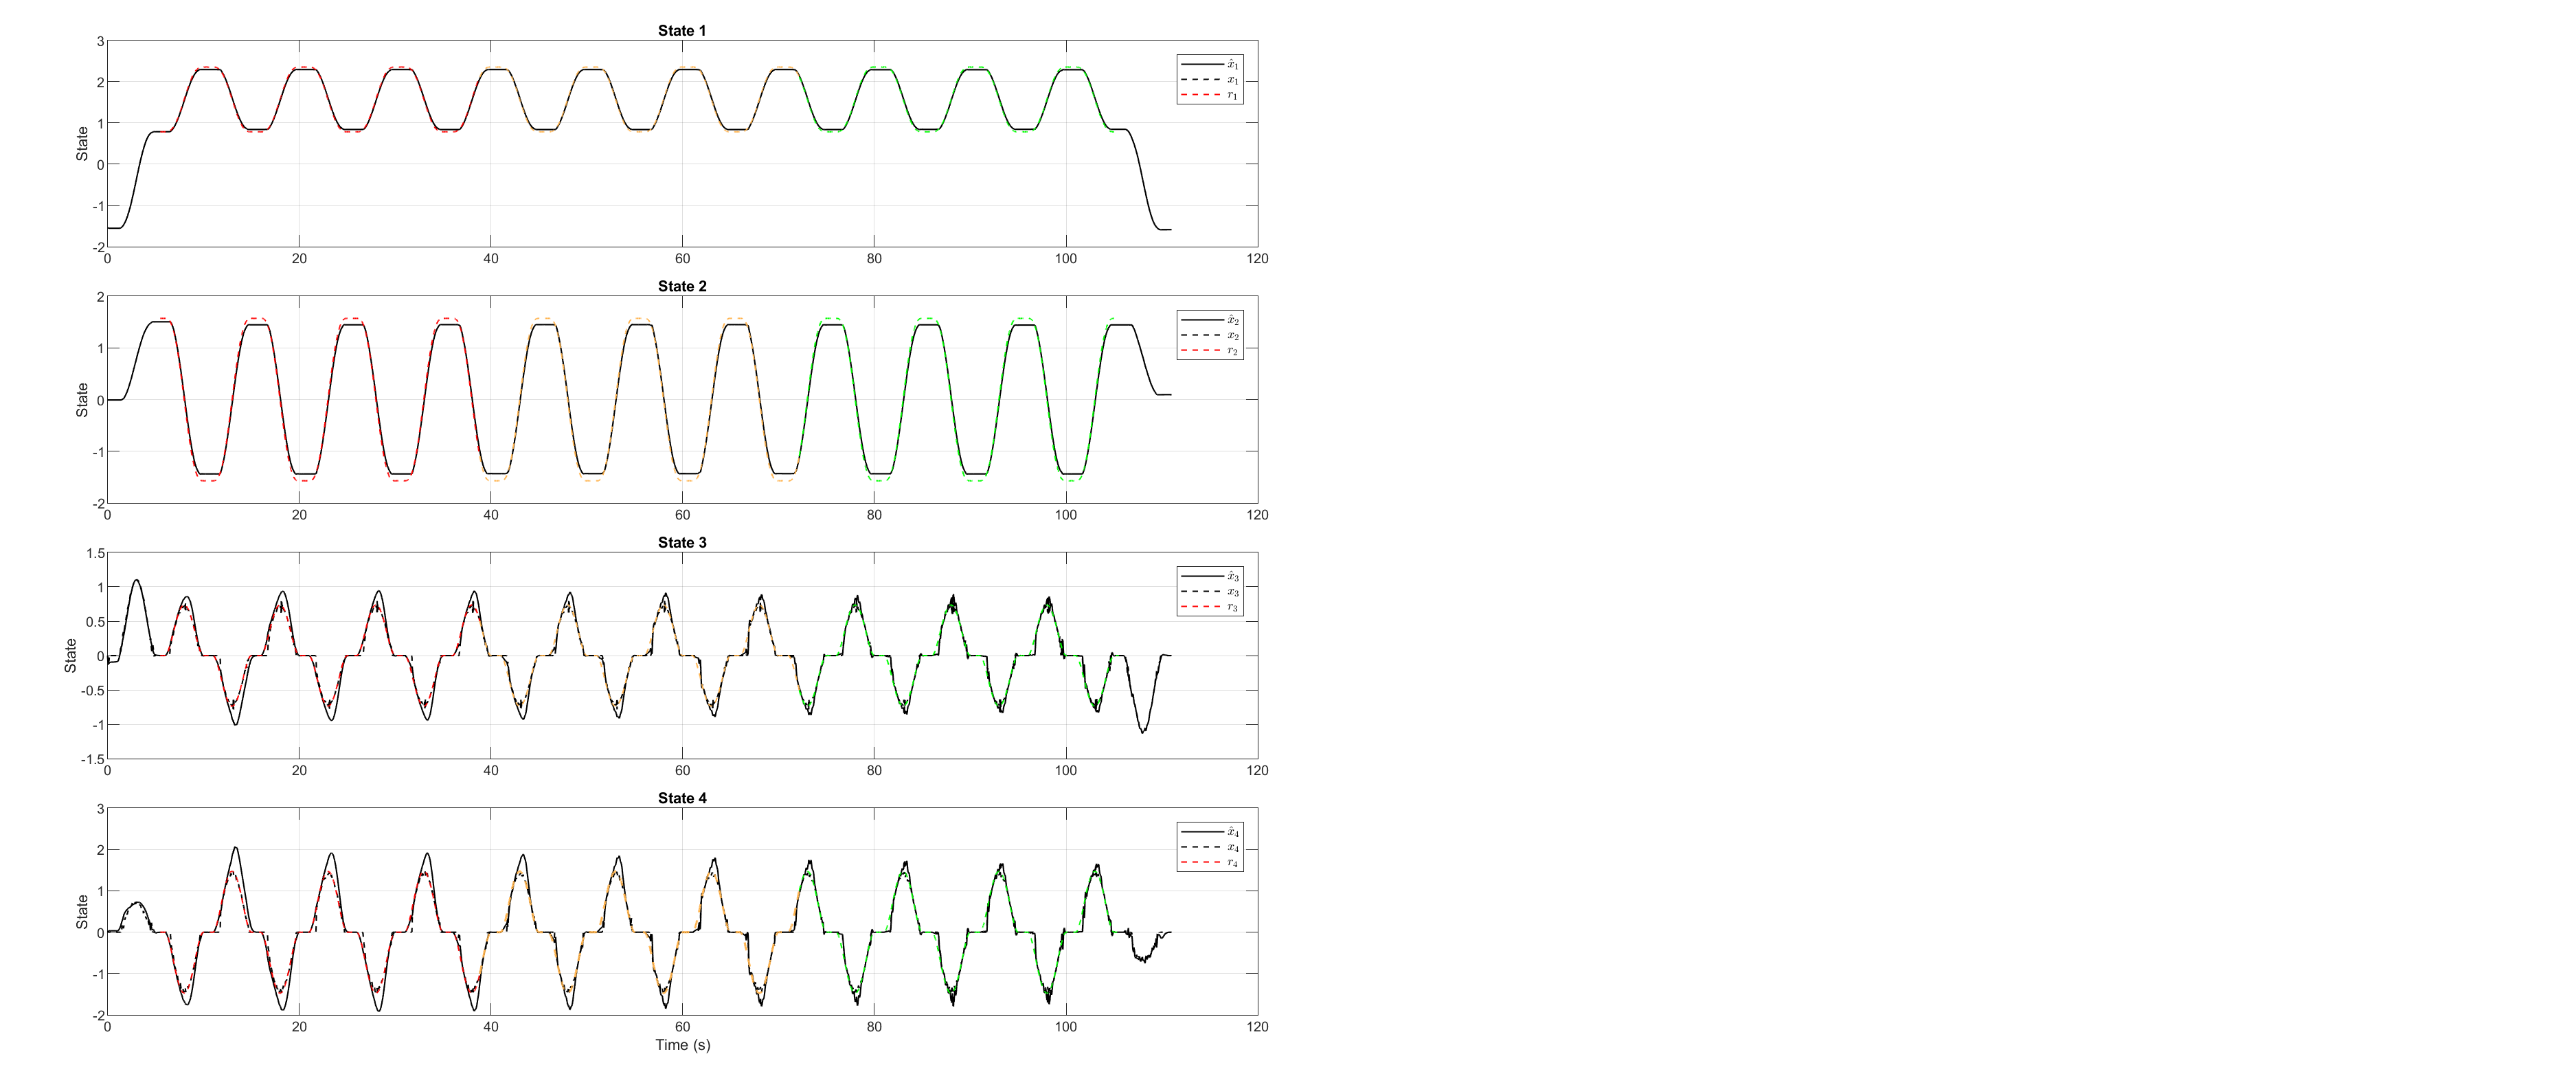 State 1
3
2
1
0
-1
-2
State
0 20 40 60 80 100 120
x̂₁
x₁
r₁
State 2
2
1
0
-1
-2
State
0 20 40 60 80 100 120
x̂₂
x₂
r₂
State 3
1.5
1
0.5
0
-0.5
-1
-1.5
State
0 20 40 60 80 100 120
x̂₃
x₃
r₃
State 4
3
2
1
0
-1
-2
State
0 20 40 60 80 100 120
x̂₄
x₄
r₄
Time (s)